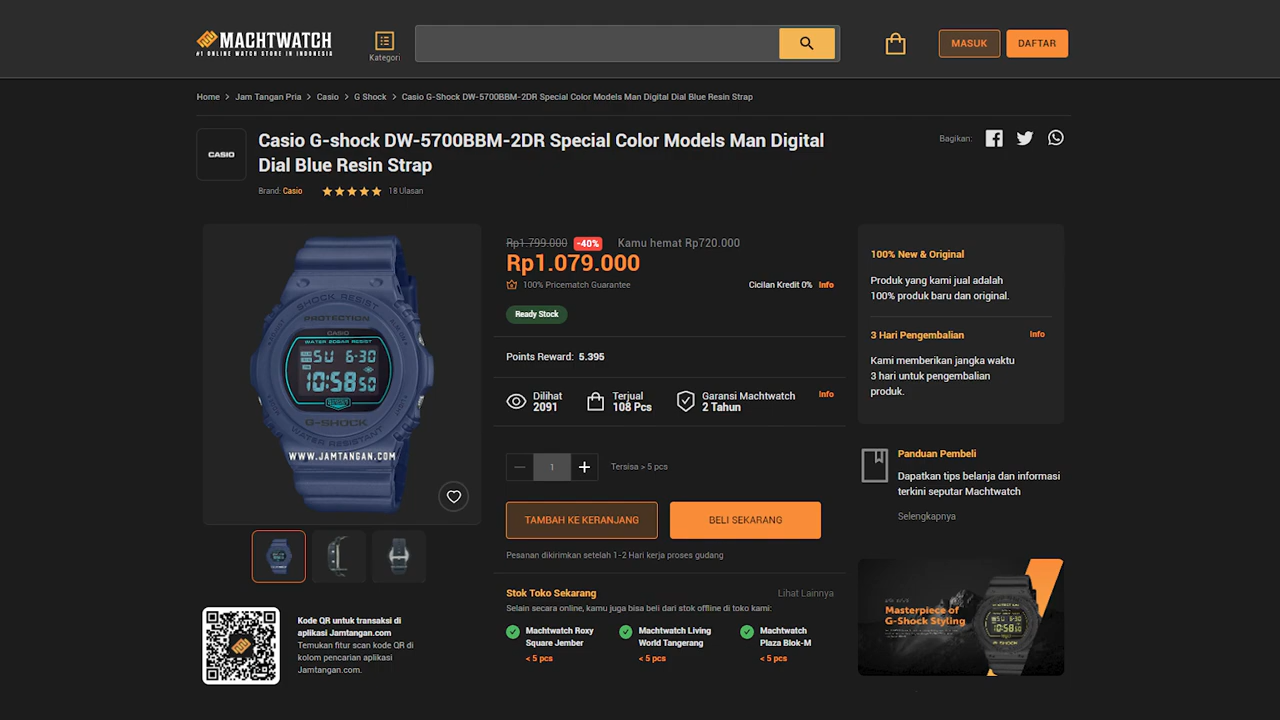 MACHTWATCH
#1 ONLINE WATCH STORE IN INDONESIA
Kategori
MASUK
DAFTAR
Home > Jam Tangan Pria > Casio > G Shock > Casio G-Shock DW-5700BBM-2DR Special Color Models Man Digital Dial Blue Resin Strap
CASIO
Casio G-shock DW-5700BBM-2DR Special Color Models Man Digital
Dial Blue Resin Strap
Brand: Casio
18 Ulasan
Bagikan:
SHOCK RESIST
PROTECTION
CASIO
WATER 20BAR RESIST
SU 6-30
10:58 50
G-SHOCK
WATER RESISTANT
WWW.JAMTANGAN.COM
Rp1.799.000 -40% Kamu hemat Rp720.000
Rp1.079.000
100% Pricematch Guarantee
Cicilan Kredit 0% Info
Ready Stock
Points Reward: 5.395
Dilihat
2091
Terjual
108 Pcs
Garansi Machtwatch
2 Tahun
Info
1
Tersisa > 5 pcs
TAMBAH KE KERANJANG
BELI SEKARANG
Pesanan dikirimkan setelah 1-2 Hari kerja proses gudang
Stok Toko Sekarang
Lihat Lainnya
Selain secara online, kamu juga bisa beli dari stok offline di toko kami:
Machtwatch Roxy
Square Jember
< 5 pcs
Machtwatch Living
World Tangerang
< 5 pcs
Machtwatch
Plaza Blok-M
< 5 pcs
Kode QR untuk transaksi di
aplikasi Jamtangan.com
Temukan fitur scan kode QR di
kolom pencarian aplikasi
Jamtangan.com.
100% New & Original
Produk yang kami jual adalah
100% produk baru dan original.
3 Hari Pengembalian
Info
Kami memberikan jangka waktu
3 hari untuk pengembalian
produk.
Panduan Pembeli
Dapatkan tips belanja dan informasi
terkini seputar Machtwatch
Selengkapnya
Masterpiece of
G-Shock Styling